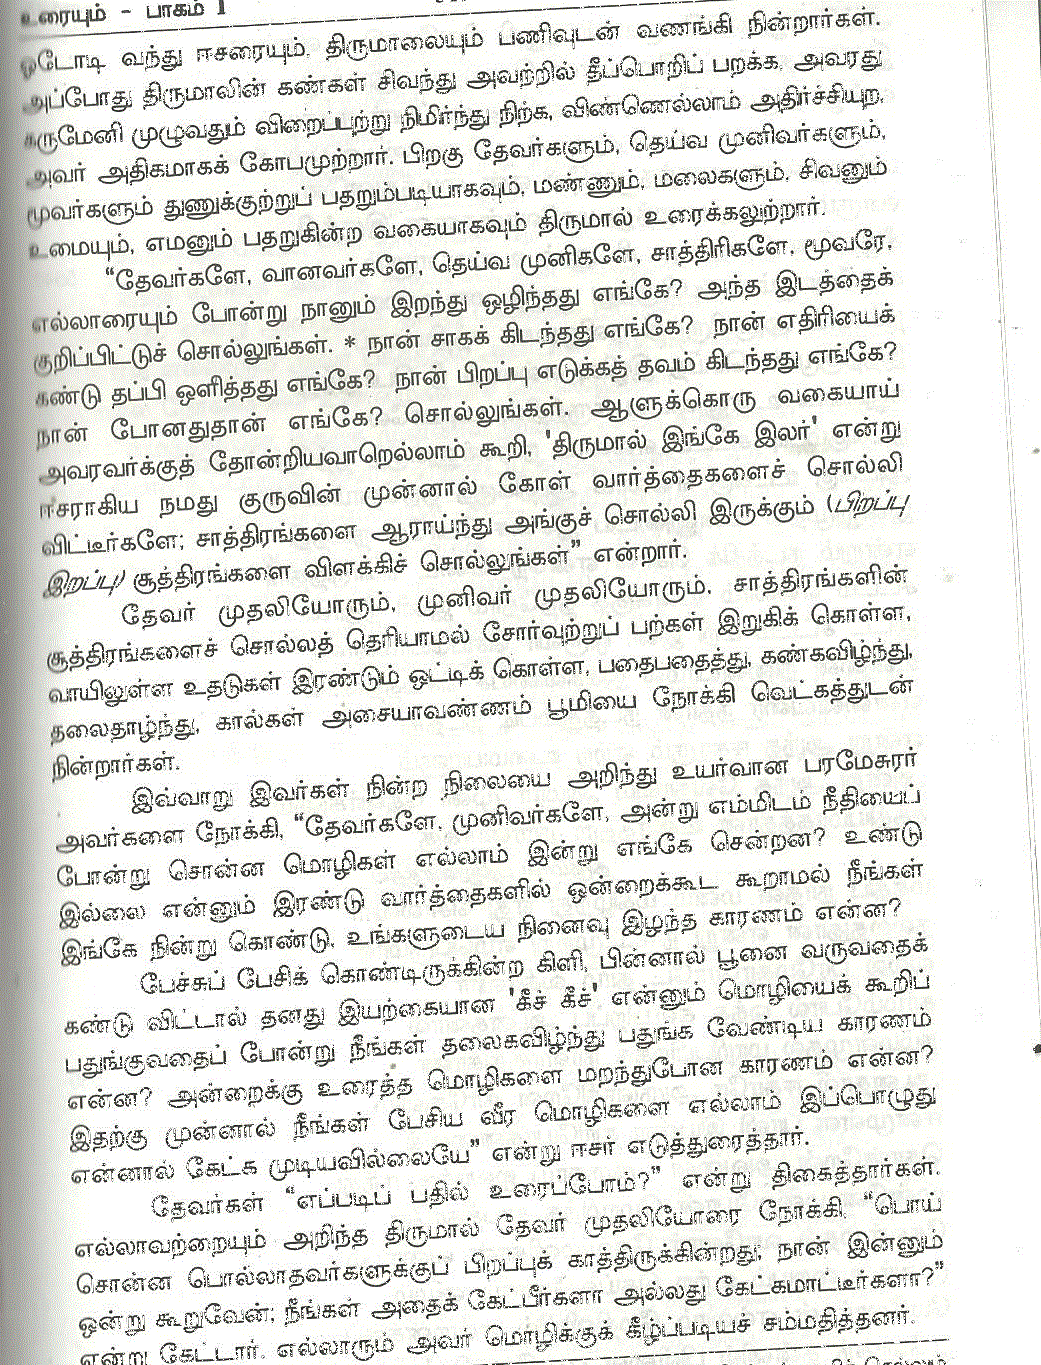 உரையும் - பாகம் I
ஓடோடி வந்து ஈசரையும், திருமாலையும் பணிவுடன் வணங்கி நின்றார்கள்.
அப்போது திருமாலின் கண்கள் சிவந்து அவற்றில் தீப்பொறிப் பறக்க, அவரது
கருமேனி முழுவதும் விறைப்புற்று நிமிர்ந்து நிற்க, விண்ணெல்லாம் அதிர்ச்சியுற,
அவர் அதிகமாகக் கோபமுற்றார். பிறகு தேவர்களும், தெய்வ முனிவர்களும்,
மூவர்களும் துணுக்குற்றுப் பதறும்படியாகவும், மண்ணும், மலைகளும், சிவனும்
உமையும், எமனும் பதறுகின்ற வகையாகவும் திருமால் உரைக்கலுற்றார்.
“தேவர்களே, வானவர்களே, தெய்வ முனிகளே, சாத்திரிகளே, மூவரே,
எல்லாரையும் போன்று நானும் இறந்து ஒழிந்தது எங்கே? அந்த இடத்தைக்
குறிப்பிட்டுச் சொல்லுங்கள். * நான் சாகக் கிடந்தது எங்கே? நான் எதிரியைக்
கண்டு தப்பி ஒளித்தது எங்கே? நான் பிறப்பு எடுக்கத் தவம் கிடந்தது எங்கே?
நான் போனதுதான் எங்கே? சொல்லுங்கள். ஆளுக்கொரு வகையாய்
அவரவர்க்குத் தோன்றியவாறெல்லாம் கூறி, 'திருமால் இங்கே இலர்' என்று
ஈசராகிய நமது குருவின் முன்னால் கோள் வார்த்தைகளைச் சொல்லி
விட்டீர்களே; சாத்திரங்களை ஆராய்ந்து அங்குச் சொல்லி இருக்கும் (பிறப்பு
இறப்பு) சூத்திரங்களை விளக்கிச் சொல்லுங்கள்” என்றார்.
தேவர் முதலியோரும், முனிவர் முதலியோரும், சாத்திரங்களின்
சூத்திரங்களைச் சொல்லத் தெரியாமல் சோர்வுற்றுப் பற்கள் இறுகிக் கொள்ள,
வாயிலுள்ள உதடுகள் இரண்டும் ஒட்டிக் கொள்ள, பதைபதைத்து, கண்கவிழ்ந்து,
தலைதாழ்ந்து, கால்கள் அசையாவண்ணம் பூமியை நோக்கி வெட்கத்துடன்
நின்றார்கள்.
இவ்வாறு இவர்கள் நின்ற நிலையை அறிந்து உயர்வான பரமேசுரர்
அவர்களை நோக்கி, “தேவர்களே, முனிவர்களே, அன்று எம்மிடம் நீதியைப்
போன்று சொன்ன மொழிகள் எல்லாம் இன்று எங்கே சென்றன? உண்டு
இல்லை என்னும் இரண்டு வார்த்தைகளில் ஒன்றைக்கூட கூறாமல் நீங்கள்
இங்கே நின்று கொண்டு, உங்களுடைய நினைவு இழந்த காரணம் என்ன?
பேச்சுப் பேசிக் கொண்டிருக்கின்ற கிளி, பின்னால் பூனை வருவதைக்
கண்டு விட்டால் தனது இயற்கையான 'கீச் கீச்' என்னும் மொழியைக் கூறிப்
பதுங்குவதைப் போன்று நீங்கள் தலைகவிழ்ந்து பதுங்க வேண்டிய காரணம்
என்ன? அன்றைக்கு உரைத்த மொழிகளை மறந்துபோன காரணம் என்ன?
இதற்கு முன்னால் நீங்கள் பேசிய வீர மொழிகளை எல்லாம் இப்பொழுது
என்னால் கேட்க முடியவில்லையே” என்று ஈசர் எடுத்துரைத்தார்.
தேவர்கள் “எப்படிப் பதில் உரைப்போம்?” என்று திகைத்தார்கள்.
எல்லாவற்றையும் அறிந்த திருமால் தேவர் முதலியோரை நோக்கி, “பொய்
சொன்ன பொல்லாதவர்களுக்குப் பிறப்புக் காத்திருக்கின்றது; நான் இன்னும்
ஒன்று கூறுவேன்; நீங்கள் அதைக் கேட்பீர்களா அல்லது கேட்கமாட்டீர்களா?”
என்று கேட்டார். எல்லாரும் அவர் மொழிக்குக் கீழ்ப்படியச் சம்மதித்தனர்.